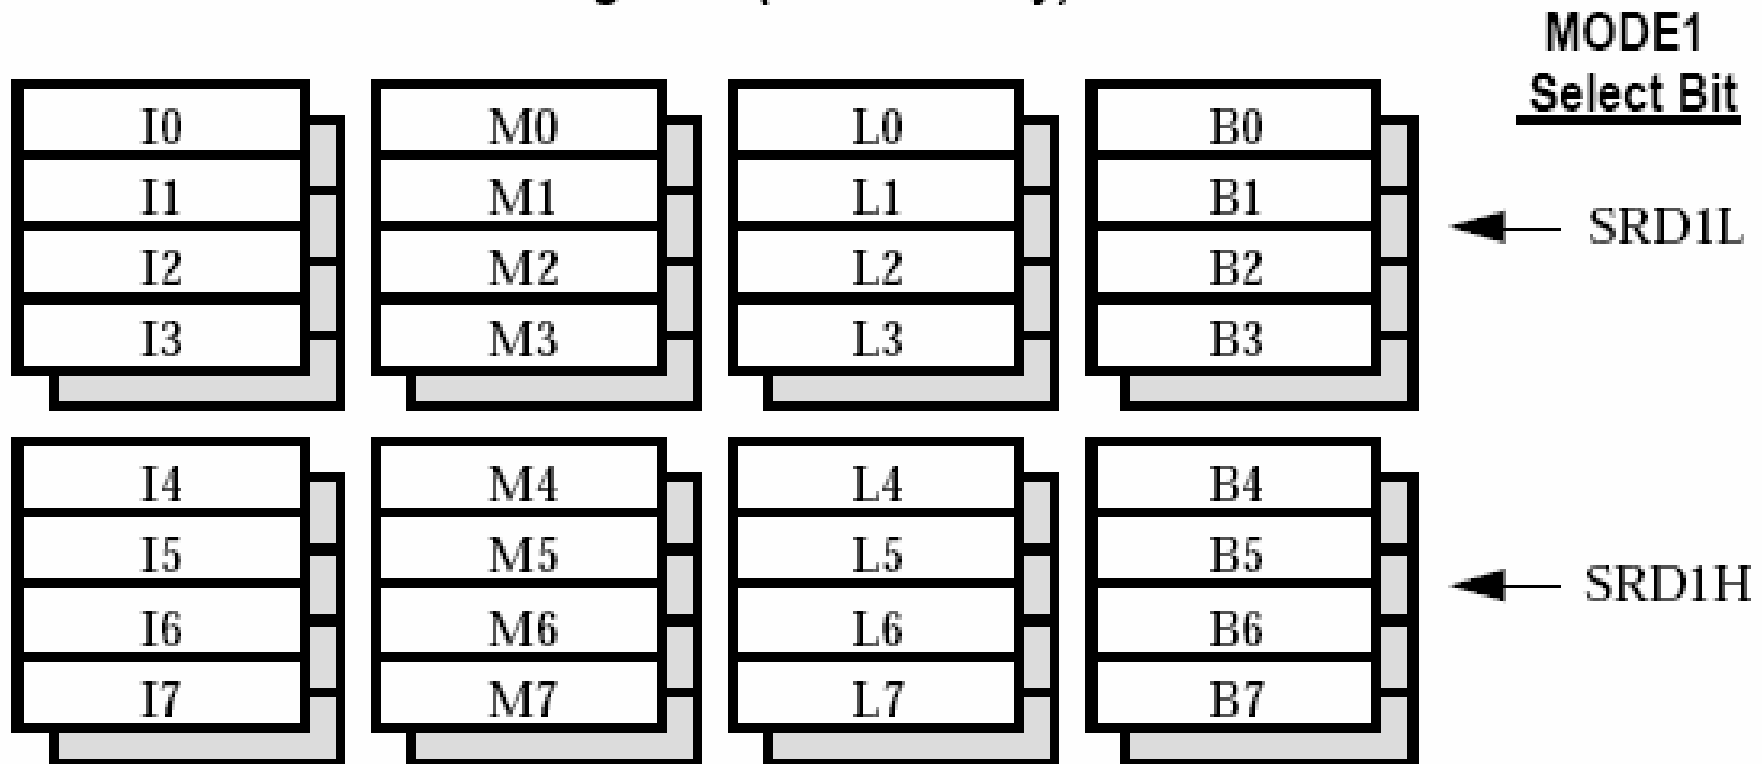 MODE1
Select Bit
I0 M0 L0 B0
I1 M1 L1 B1
SRD1L
I2 M2 L2 B2
I3 M3 L3 B3
I4 M4 L4 B4
I5 M5 L5 B5
SRD1H
I6 M6 L6 B6
I7 M7 L7 B7